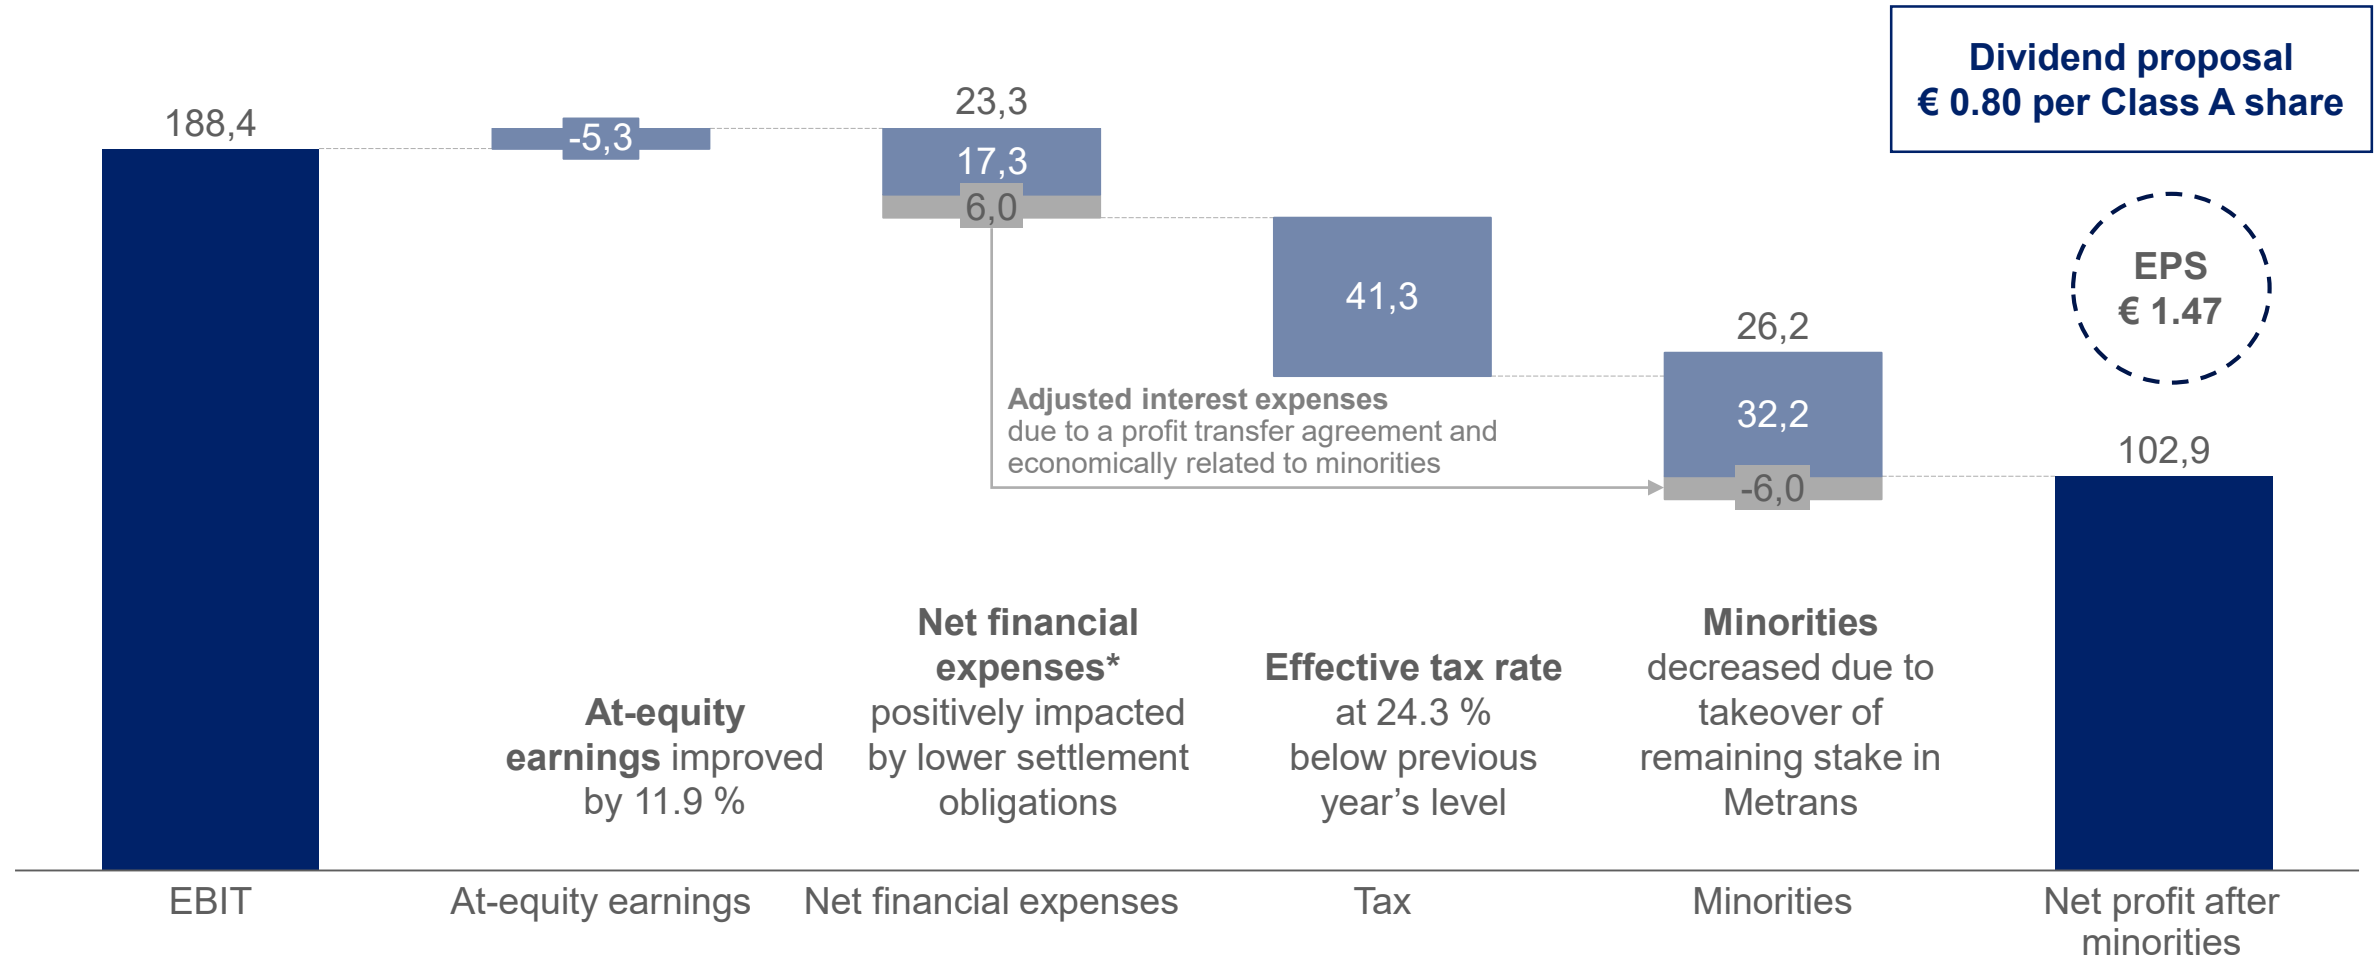 Dividend proposal
€ 0.80 per Class A share
188,4
-5,3
23,3
17,3
6,0
41,3
26,2
32,2
-6,0
102,9
EPS
€ 1.47
Adjusted interest expenses
due to a profit transfer agreement and
economically related to minorities
At-equity
earnings improved
by 11.9 %
Net financial
expenses*
positively impacted
by lower settlement
obligations
Effective tax rate
at 24.3 %
below previous
year’s level
Minorities
decreased due to
takeover of
remaining stake in
Metrans
EBIT
At-equity earnings
Net financial expenses
Tax
Minorities
Net profit after
minorities